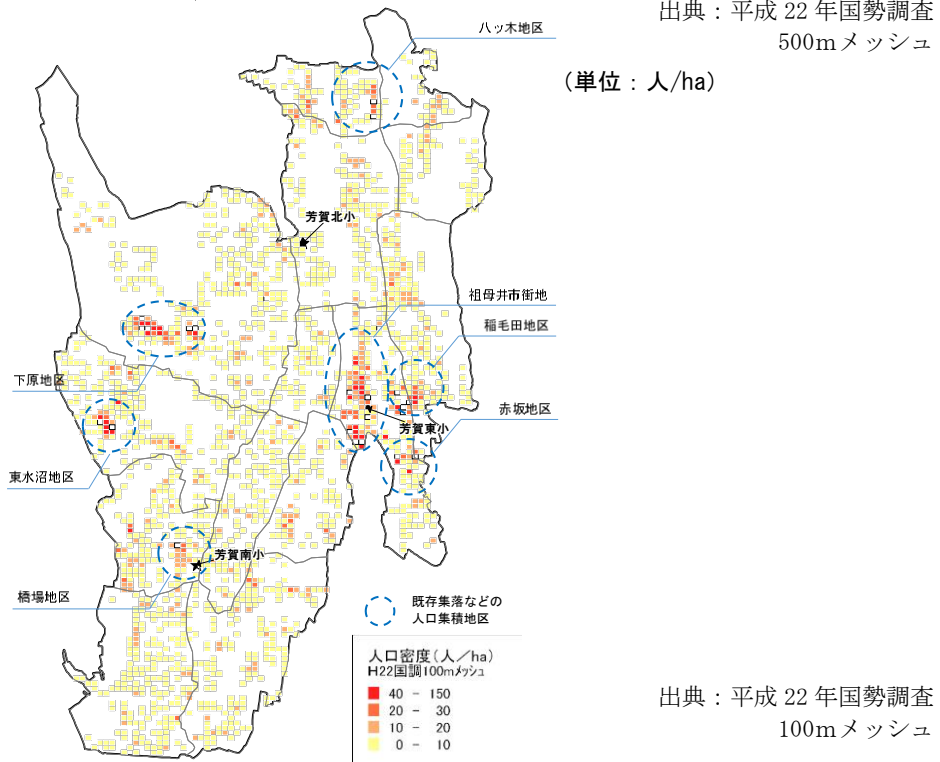 出典：平成 22 年国勢調査
500mメッシュ
八ッ木地区
（単位：人/ha）
芳賀北小
祖母井市街地
稲毛田地区
下原地区
赤坂地区
芳賀東小
東水沼地区
芳賀南小
橋場地区
既存集落などの
人口集積地区
人口密度(人／ha)
H22国調100mメッシュ
40 － 150
20 － 30
10 － 20
0 － 10
出典：平成 22 年国勢調査
100mメッシュ